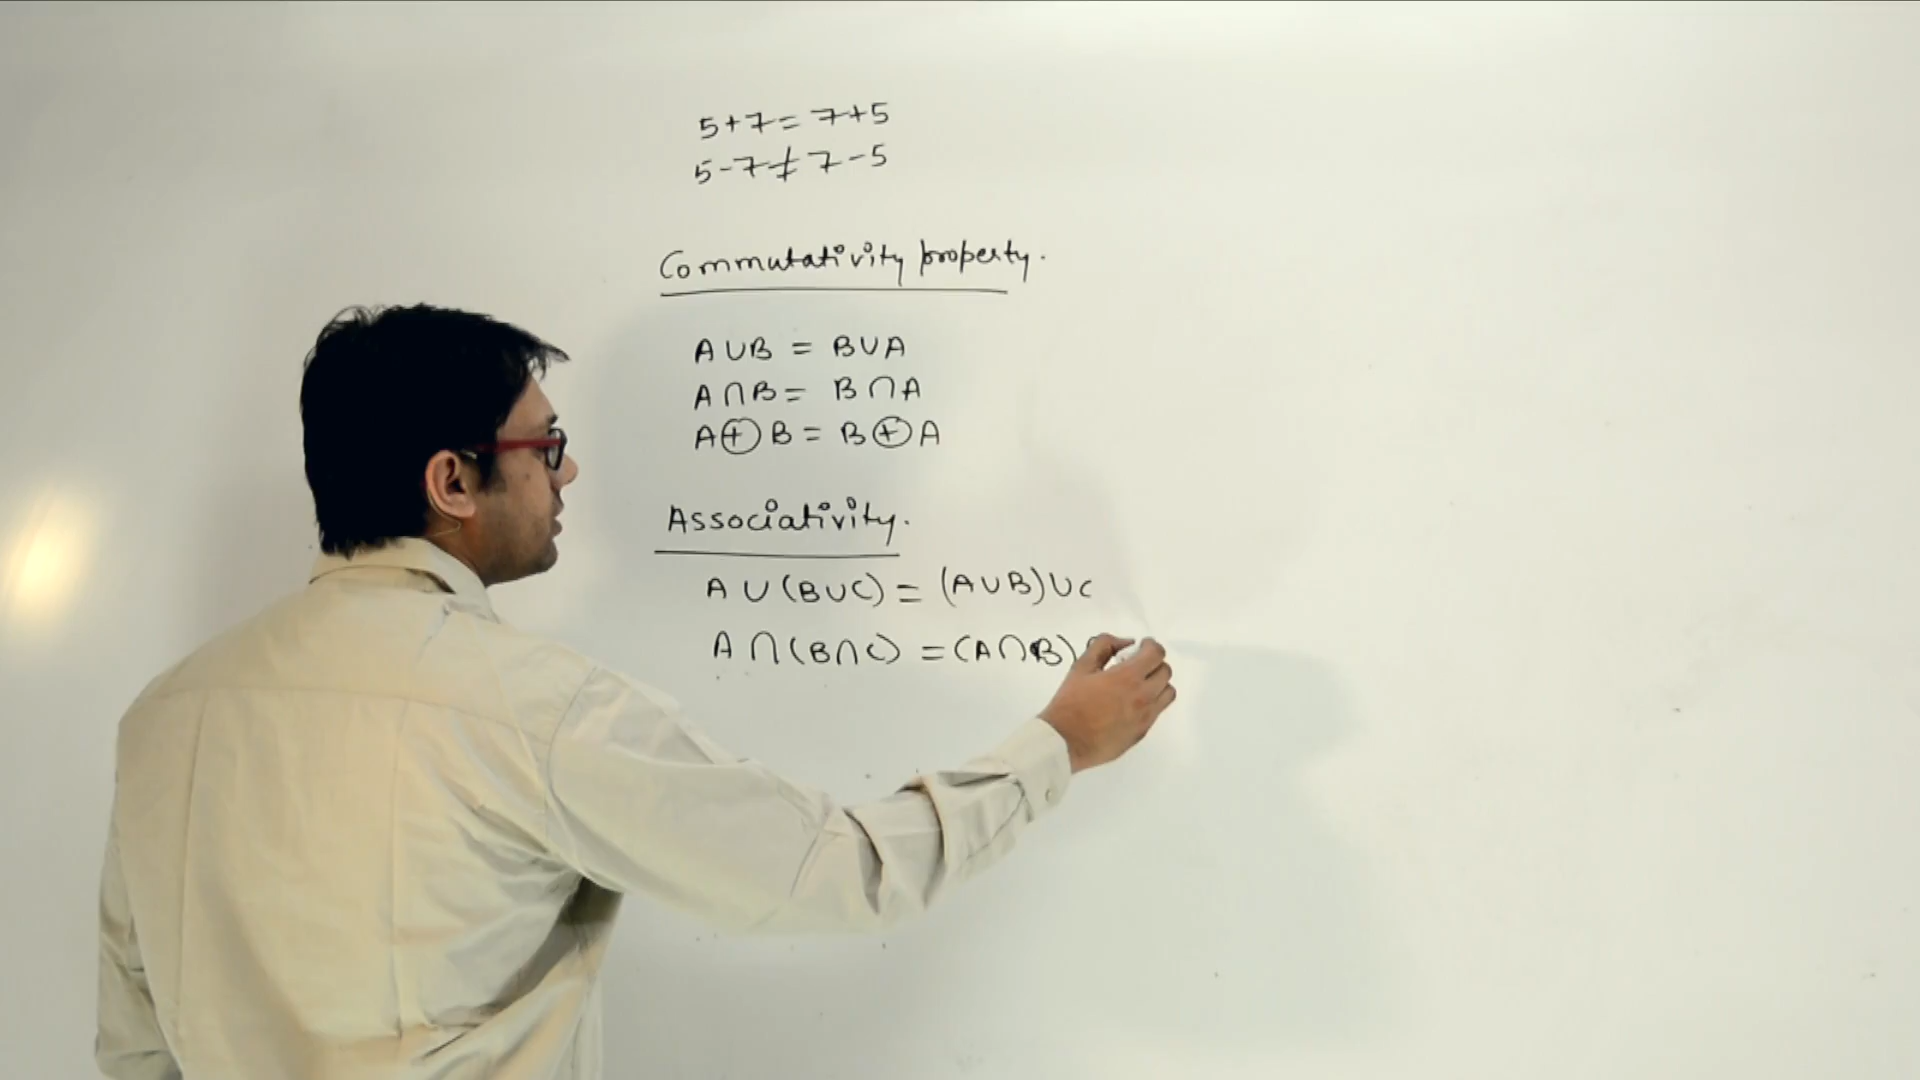 5+7=7+5
5-7≠7-5
Commutativity property.
A∪B = B∪A
A∩B = B∩A
A⊕B = B⊕A
Associativity.
A∪(B∪C) = (A∪B)∪C
A∩(B∩C) = (A∩B)